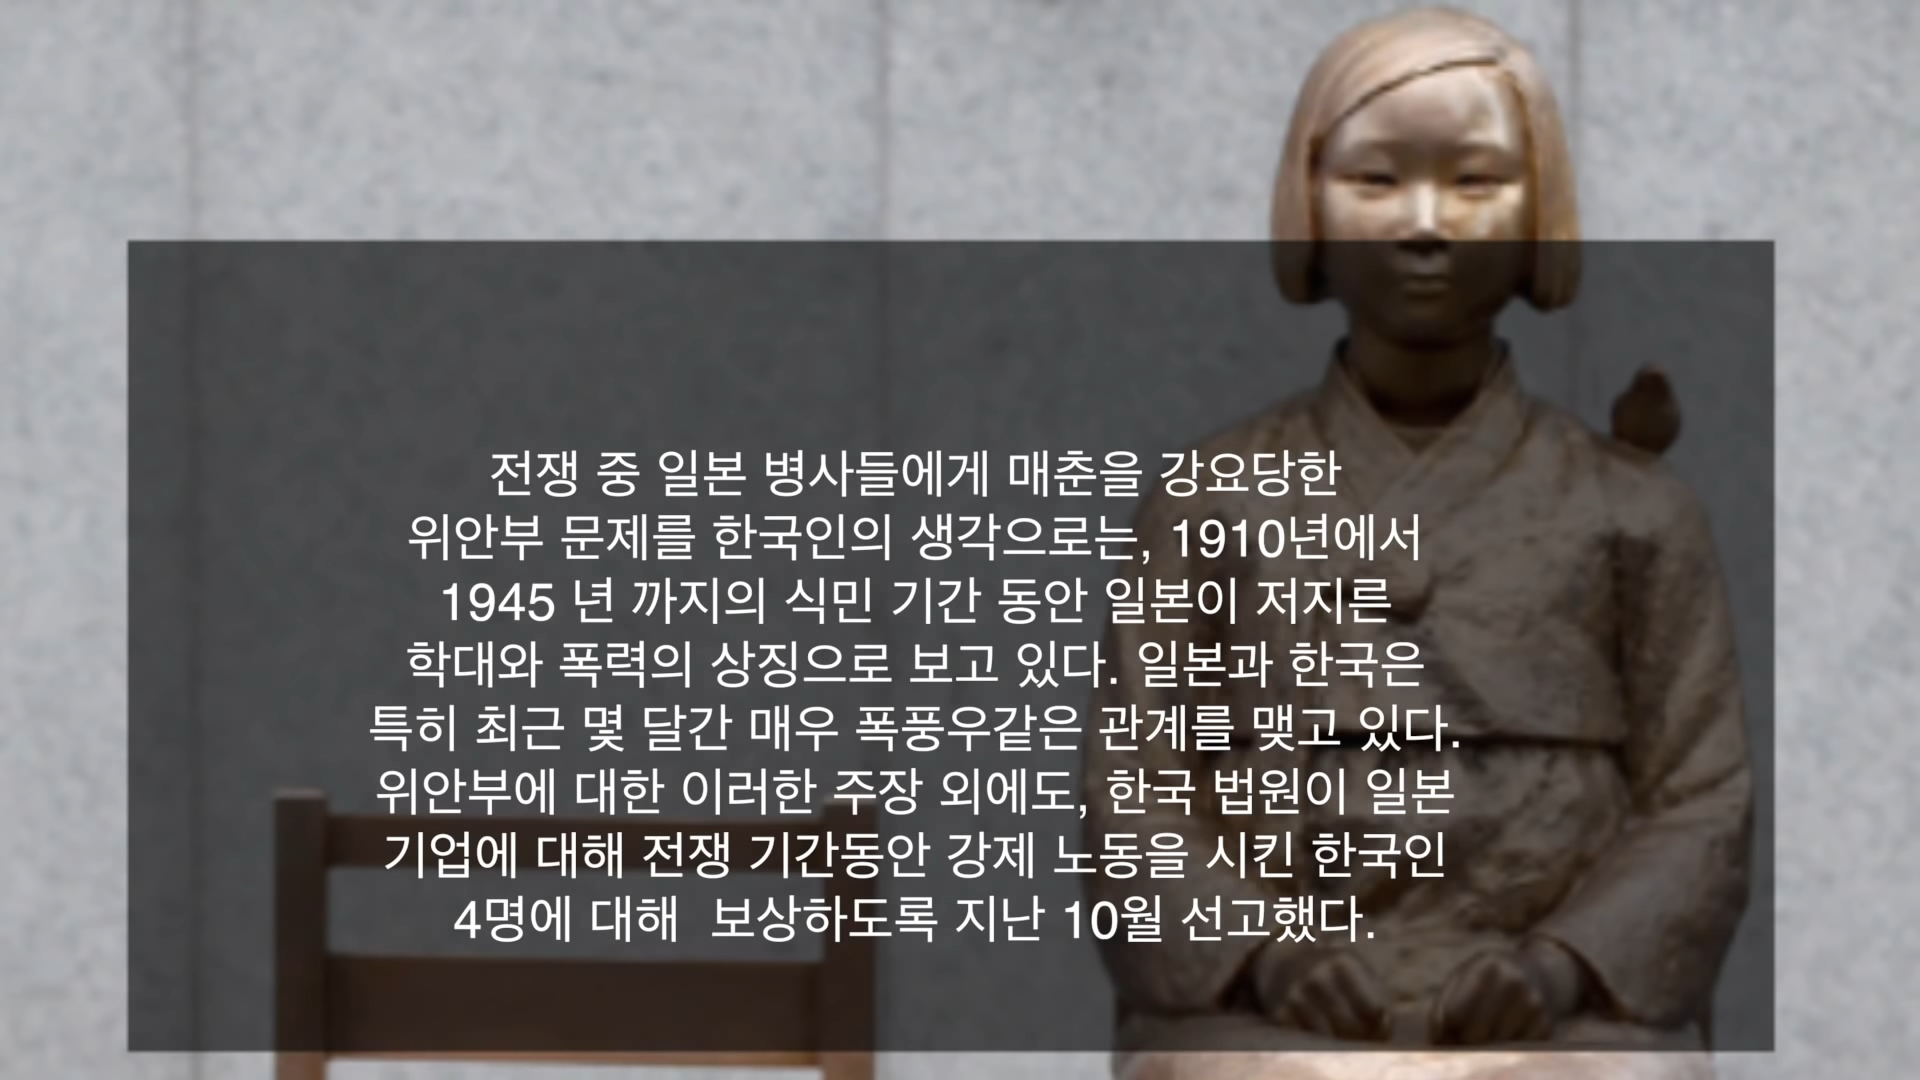 전쟁 중 일본 병사들에게 매춘을 강요당한
위안부 문제를 한국인의 생각으로는, 1910년에서
1945 년 까지의 식민 기간 동안 일본이 저지른
학대와 폭력의 상징으로 보고 있다. 일본과 한국은
특히 최근 몇 달간 매우 폭풍우같은 관계를 맺고 있다.
위안부에 대한 이러한 주장 외에도, 한국 법원이 일본
기업에 대해 전쟁 기간동안 강제 노동을 시킨 한국인
4명에 대해  보상하도록 지난 10월 선고했다.